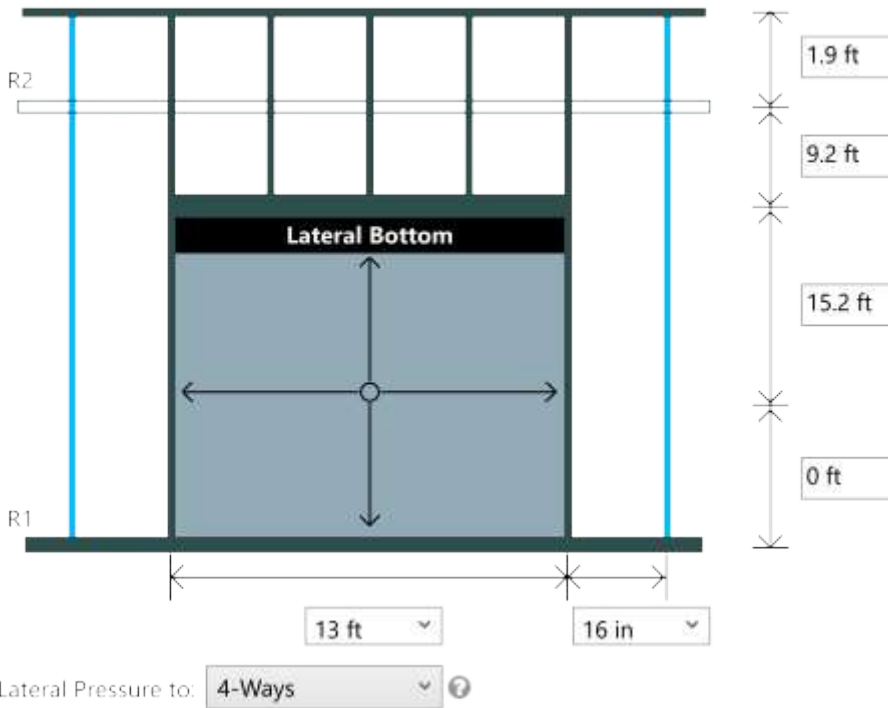 1.9 ft
R2
9.2 ft
Lateral Bottom
15.2 ft
0 ft
R1
13 ft
16 in
Lateral Pressure to: 4-Ways ?